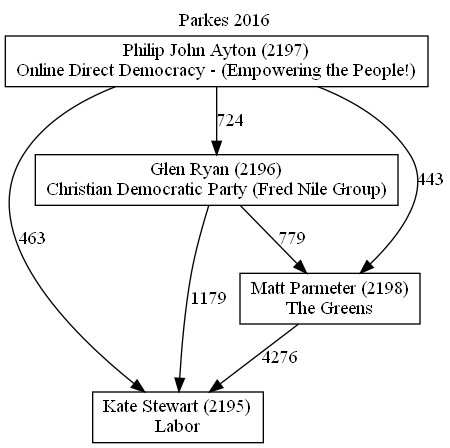 Parkes 2016
Philip John Ayton (2197)
Online Direct Democracy - (Empowering the People!)
724
Glen Ryan (2196)
Christian Democratic Party (Fred Nile Group)
443
463
1179
779
Matt Parmeter (2198)
The Greens
4276
Kate Stewart (2195)
Labor